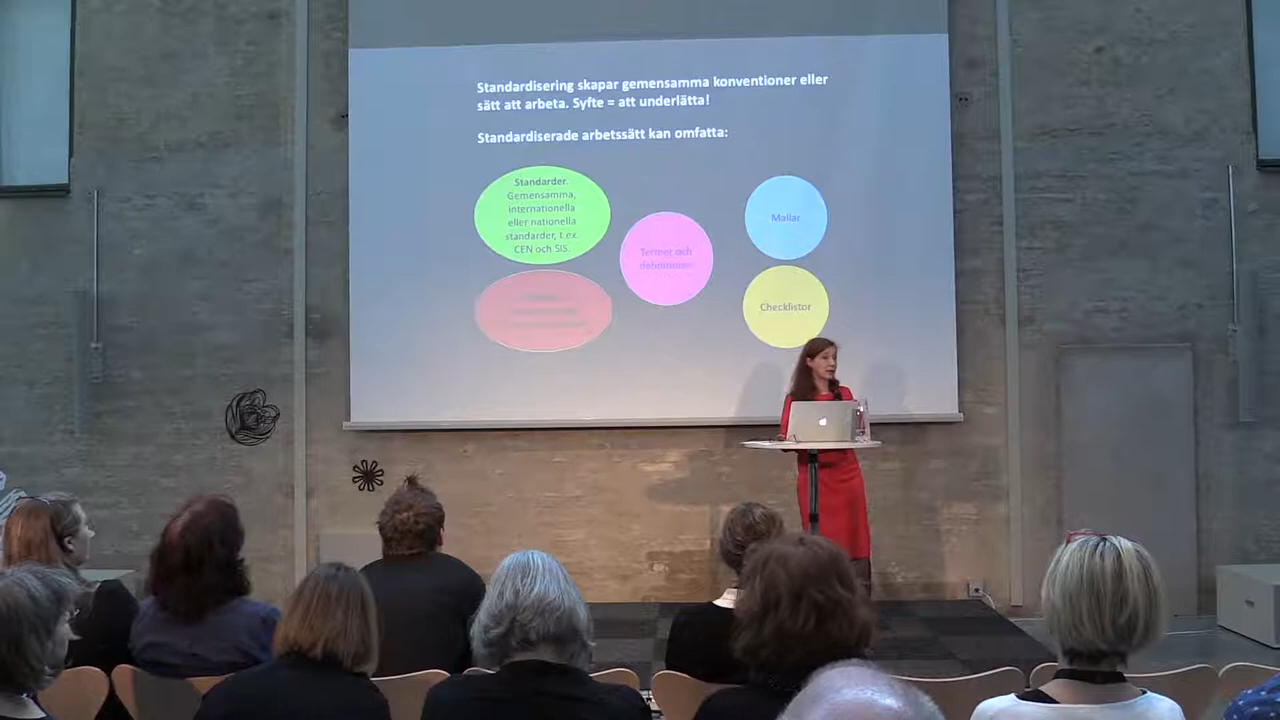 Standardisering skapar gemensamma konventioner eller
sätt att arbeta. Syfte = att underlätta!
Standardiserade arbetssätt kan omfatta:
Standarder.
Gemensamma,
internationella
eller nationella
standarder, t.ex.
CEN och SIS.
Termer och
definitioner
Mallar
Checklistor